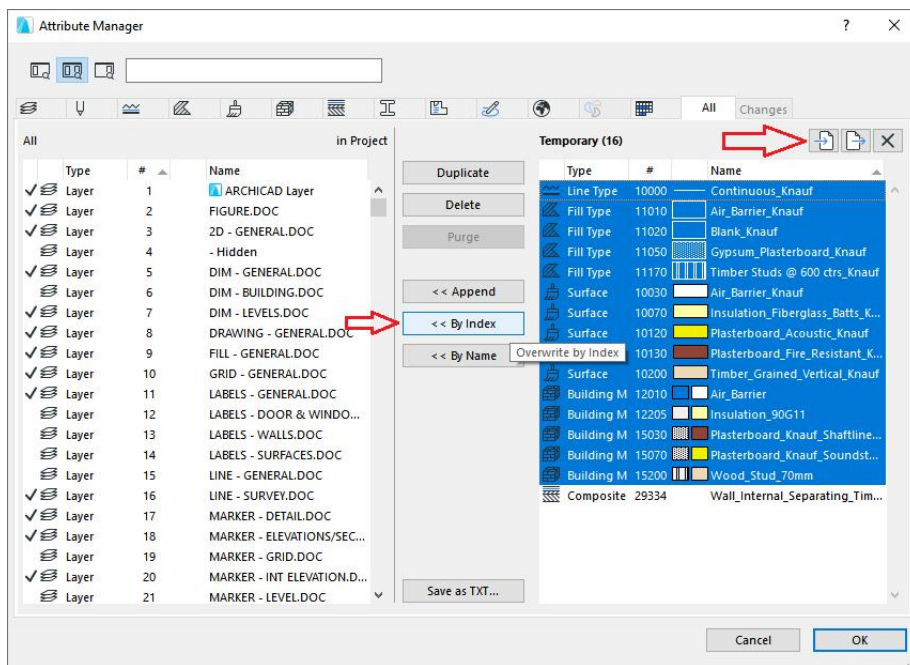 Attribute Manager
? 
All Changes
All in Project
Type # Name
Layer 1 ARCHICAD Layer
Layer 2 FIGURE.DOC
Layer 3 2D - GENERAL.DOC
Layer 4 - Hidden
Layer 5 DIM - GENERAL.DOC
Layer 6 DIM - BUILDING.DOC
Layer 7 DIM - LEVELS.DOC
Layer 8 DRAWING - GENERAL.DOC
Layer 9 FILL - GENERAL.DOC
Layer 10 GRID - GENERAL.DOC
Layer 11 LABELS - GENERAL.DOC
Layer 12 LABELS - DOOR & WINDO...
Layer 13 LABELS - WALLS.DOC
Layer 14 LABELS - SURFACES.DOC
Layer 15 LINE - GENERAL.DOC
Layer 16 LINE - SURVEY.DOC
Layer 17 MARKER - DETAIL.DOC
Layer 18 MARKER - ELEVATIONS/SEC...
Layer 19 MARKER - GRID.DOC
Layer 20 MARKER - INT ELEVATION.D...
Layer 21 MARKER - LEVEL.DOC
Duplicate
Delete
Purge
<< Append
<< By Index
<< By Name
Overwrite by Index
Save as TXT...
Temporary (16)
Type # Name
Line Type 10000 Continuous_Knauf
Fill Type 11010 Air_Barrier_Knauf
Fill Type 11020 Blank_Knauf
Fill Type 11050 Gypsum_Plasterboard_Knauf
Fill Type 11170 Timber Studs @ 600 ctrs_Knauf
Surface 10030 Air_Barrier_Knauf
Surface 10070 Insulation_Fiberglass_Batts_K...
Surface 10120 Plasterboard_Acoustic_Knauf
10130 Plasterboard_Fire_Resistant_K...
Surface 10200 Timber_Grained_Vertical_Knauf
Building M 12010 Air_Barrier
Building M 12205 Insulation_90G11
Building M 15030 Plasterboard_Knauf_Shaftline...
Building M 15070 Plasterboard_Knauf_Soundst...
Building M 15200 Wood_Stud_70mm
Composite 29334 Wall_Internal_Separating_Tim...
Cancel OK